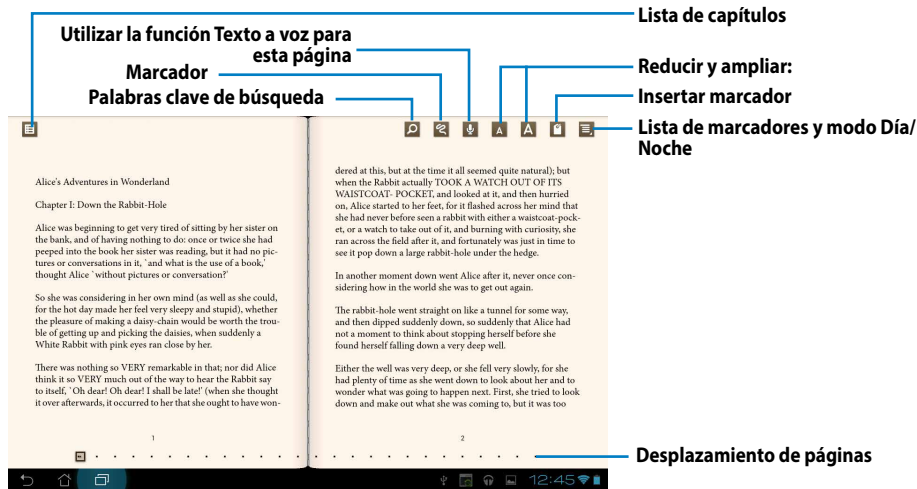 Lista de capítulos
Utilizar la función Texto a voz para
esta página
Marcador
Palabras clave de búsqueda
Reducir y ampliar:
Insertar marcador
Lista de marcadores y modo Día/
Noche
A
A
Alice's Adventures in Wonderland
Chapter I: Down the Rabbit-Hole
Alice was beginning to get very tired of sitting by her sister on
the bank, and of having nothing to do: once or twice she had
peeped into the book her sister was reading, but it had no pic-
tures or conversations in it, `and what is the use of a book,'
thought Alice `without pictures or conversation?'
So she was considering in her own mind (as well as she could,
for the hot day made her feel very sleepy and stupid), whether
the pleasure of making a daisy-chain would be worth the trou-
ble of getting up and picking the daisies, when suddenly a
White Rabbit with pink eyes ran close by her.
There was nothing so VERY remarkable in that; nor did Alice
think it so VERY much out of the way to hear the Rabbit say
to itself, `Oh dear! Oh dear! I shall be late!' (when she thought
it over afterwards, it occurred to her that she ought to have won-
1
dered at this, but at the time it all seemed quite natural); but
when the Rabbit actually TOOK A WATCH OUT OF ITS
WAISTCOAT- POCKET, and looked at it, and then hurried
on, Alice started to her feet, for it flashed across her mind that
she had never before seen a rabbit with either a waistcoat-pock-
et, or a watch to take out of it, and burning with curiosity, she
ran across the field after it, and fortunately was just in time to
see it pop down a large rabbit-hole under the hedge.
In another moment down went Alice after it, never once con-
sidering how in the world she was to get out again.
The rabbit-hole went straight on like a tunnel for some way,
and then dipped suddenly down, so suddenly that Alice had
not a moment to think about stopping herself before she
found herself falling down a very deep well.
Either the well was very deep, or she fell very slowly, for she
had plenty of time as she went down to look about her and to
wonder what was going to happen next. First, she tried to look
down and make out what she was coming to, but it was too
2
Desplazamiento de páginas
12:45